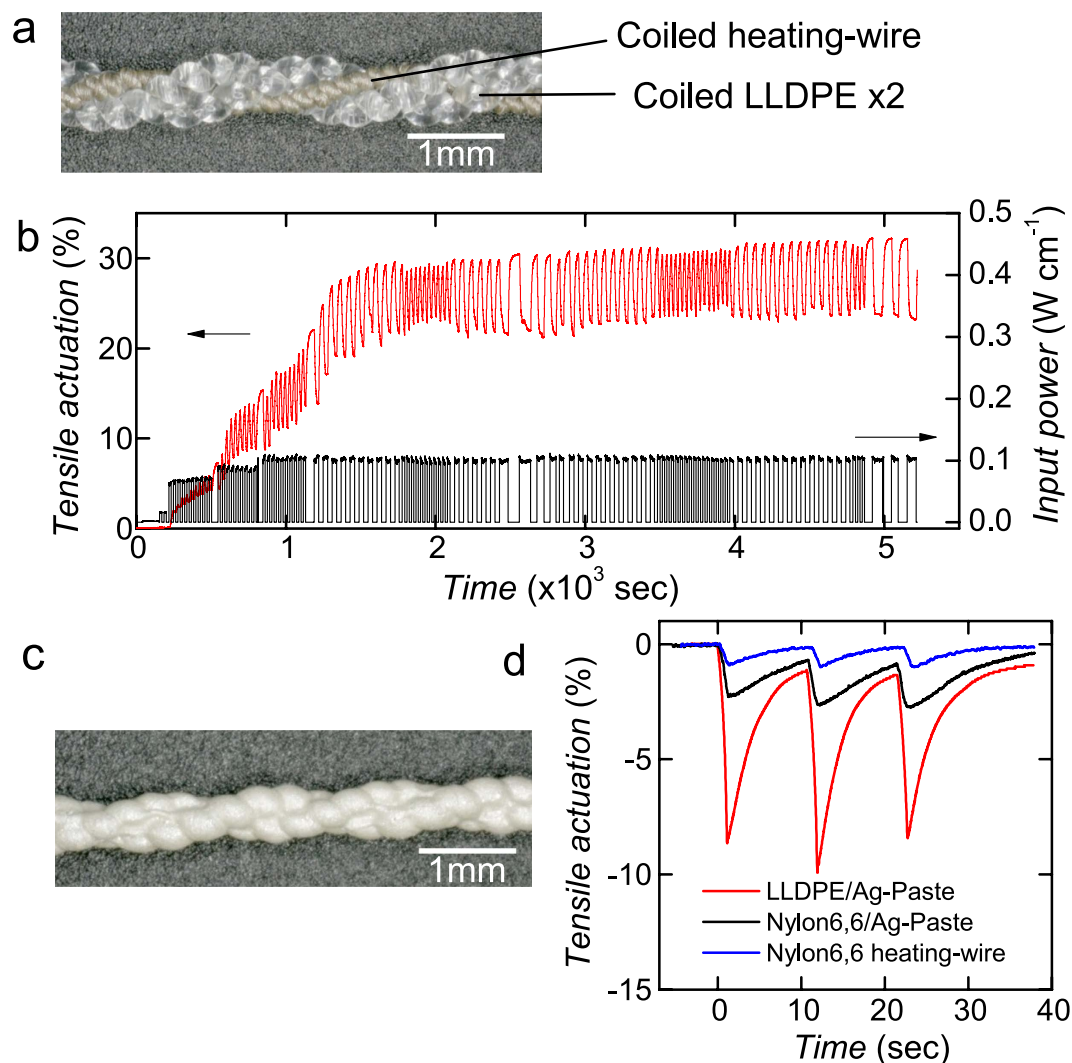 a
Coiled heating-wire
Coiled LLDPE x2
1mm
b
Tensile actuation (%)
30
20
10
0
0.5
0.4
0.3
0.2
0.1
0.0
Input power (W cm⁻¹)
0 1 2 3 4 5
Time (x10³ sec)
c
1mm
d
Tensile actuation (%)
0
-5
-10
-15
LLDPE/Ag-Paste
Nylon6,6/Ag-Paste
Nylon6,6 heating-wire
0 10 20 30 40
Time (sec)